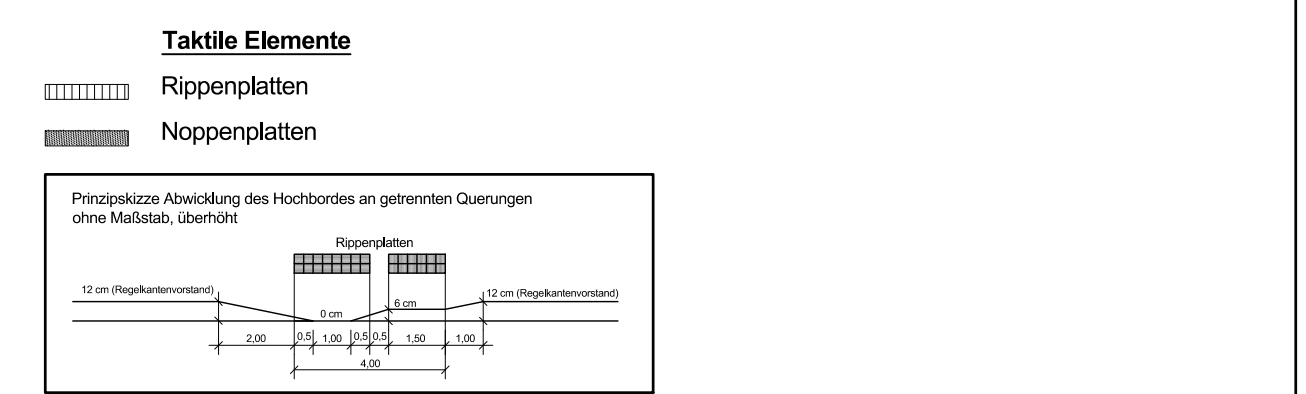 Taktile Elemente
Rippenplatten
Noppenplatten
Prinzipskizze Abwicklung des Hochbordes an getrennten Querungen
ohne Maßstab, überhöht
Rippenplatten
12 cm (Regelkantenvorstand)
12 cm (Regelkantenvorstand)
6 cm
0 cm
2,00 0,5 1,00 0,5 0,5 1,50 1,00
4,00